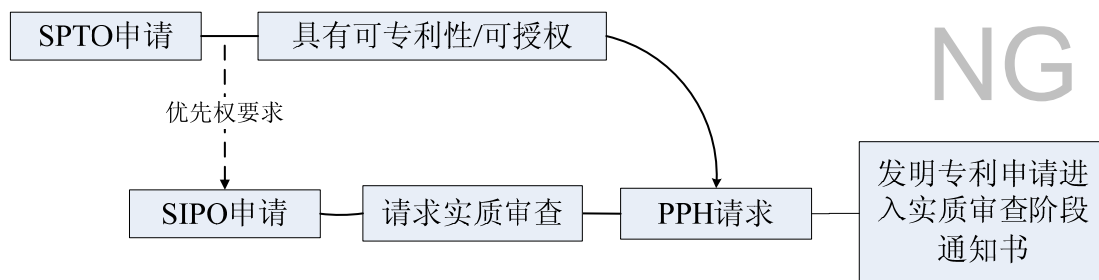 SPTO申请
具有可专利性/可授权
NG
优先权要求
SIPO申请
请求实质审查
PPH请求
发明专利申请进
入实质审查阶段
通知书